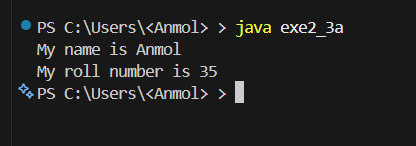 PS C:\Users\<Anmol> > java exe2_3a
My name is Anmol
My roll number is 35
PS C:\Users\<Anmol> >